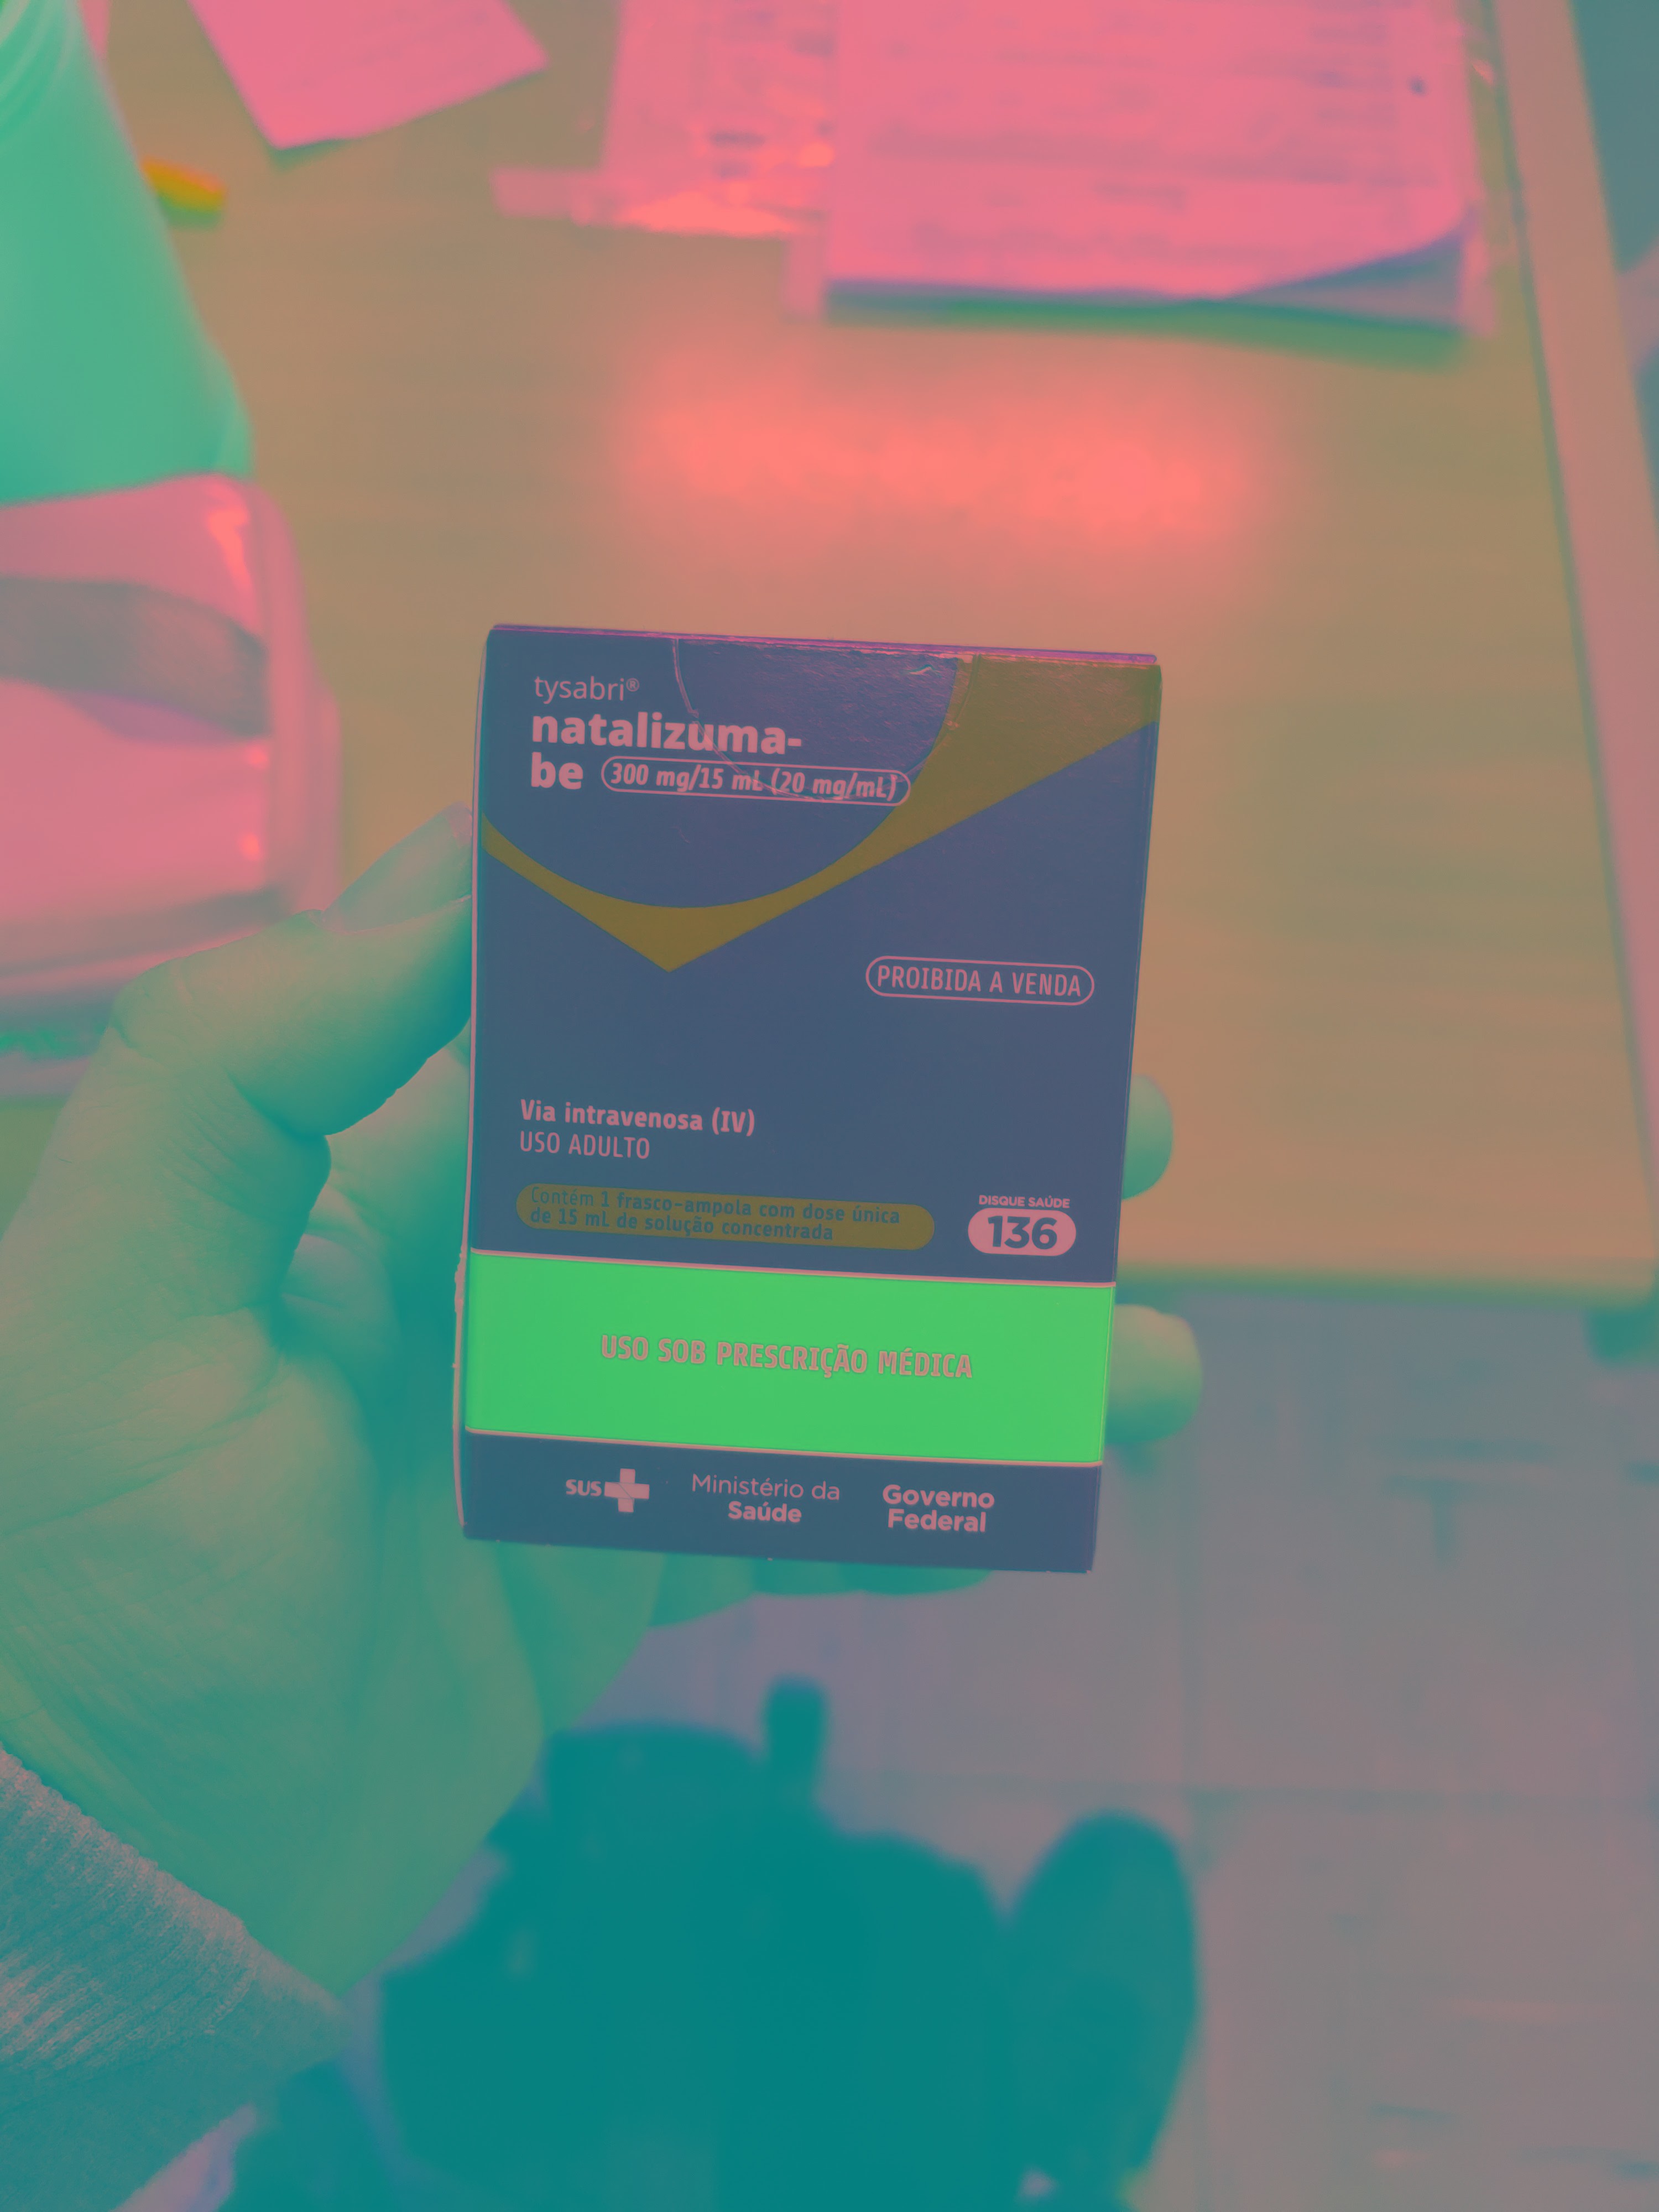 tysabri®
natalizuma-
be 300 mg/15 mL (20 mg/mL)
PROIBIDA A VENDA
Via intravenosa (IV)
USO ADULTO
Contém 1 frasco-ampola com dose única
de 15 mL de solução concentrada
DISQUE SAÚDE
136
USO SOB PRESCRIÇÃO MÉDICA
SUS
Ministério da
Saúde
Governo
Federal